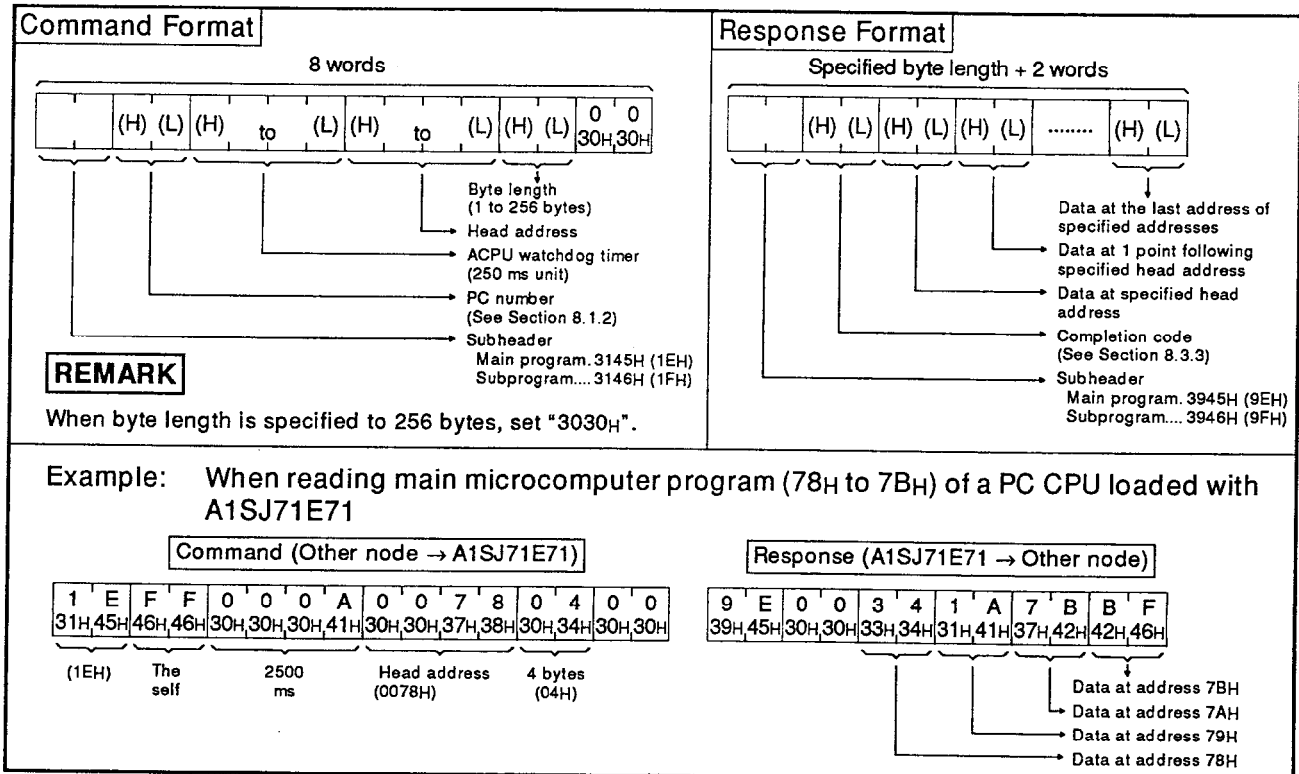 Command Format
8 words
(H) (L) (H) to (L) (H) to (L) (H) (L) 0 0
30H 30H
Byte length
(1 to 256 bytes)
Head address
ACPU watchdog timer
(250 ms unit)
PC number
(See Section 8.1.2)
Subheader
Main program. 3145H (1EH)
Subprogram.... 3146H (1FH)
REMARK
When byte length is specified to 256 bytes, set "3030H".
Response Format
Specified byte length + 2 words
(H) (L) (H) (L) (H) (L) ........ (H) (L)
Data at the last address of
specified addresses
Data at 1 point following
specified head address
Data at specified head
address
Completion code
(See Section 8.3.3)
Subheader
Main program. 3945H (9EH)
Subprogram.... 3946H (9FH)
Example: When reading main microcomputer program (78H to 7BH) of a PC CPU loaded with
A1SJ71E71
Command (Other node → A1SJ71E71)
1 E F F 0 0 0 A 0 0 7 8 0 4 0 0
31H 45H 46H 46H 30H 30H 30H 41H 30H 30H 37H 38H 30H 34H 30H 30H
(1EH) The 2500 Head address 4 bytes
self ms (0078H) (04H)
Response (A1SJ71E71 → Other node)
9 E 0 0 3 4 1 A 7 B B F
39H 45H 30H 30H 33H 34H 31H 41H 37H 42H 42H 46H
Data at address 7BH
Data at address 7AH
Data at address 79H
Data at address 78H